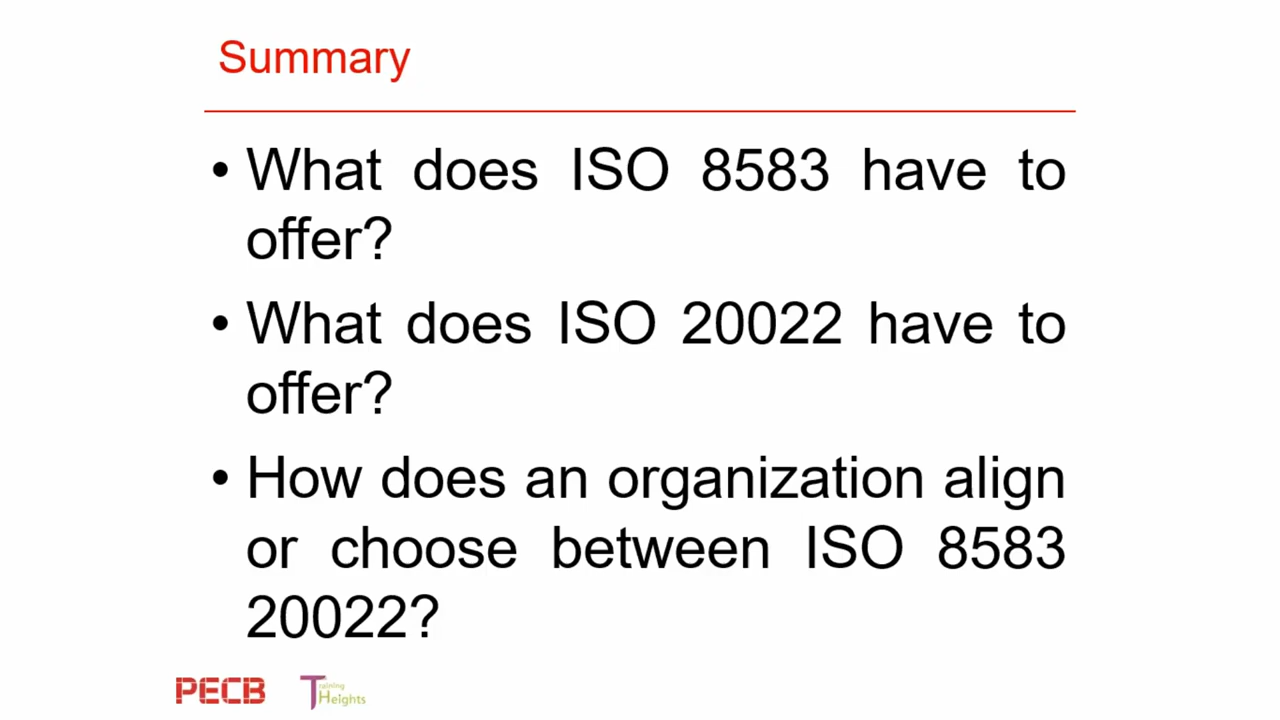 Summary
• What does ISO 8583 have to
offer?
• What does ISO 20022 have to
offer?
• How does an organization align
or choose between ISO 8583
20022?
PECB
Training
Heights